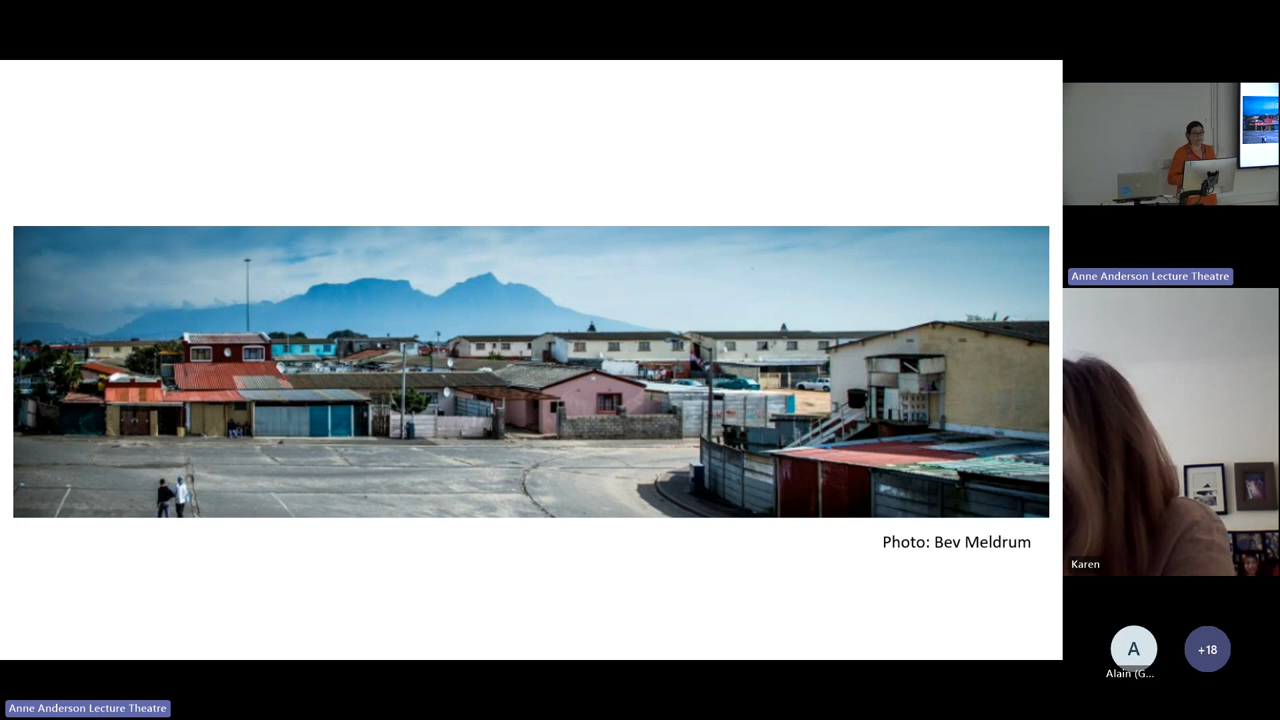 Photo: Bev Meldrum
Anne Anderson Lecture Theatre
Karen
A
+18
Alain (G...
Anne Anderson Lecture Theatre